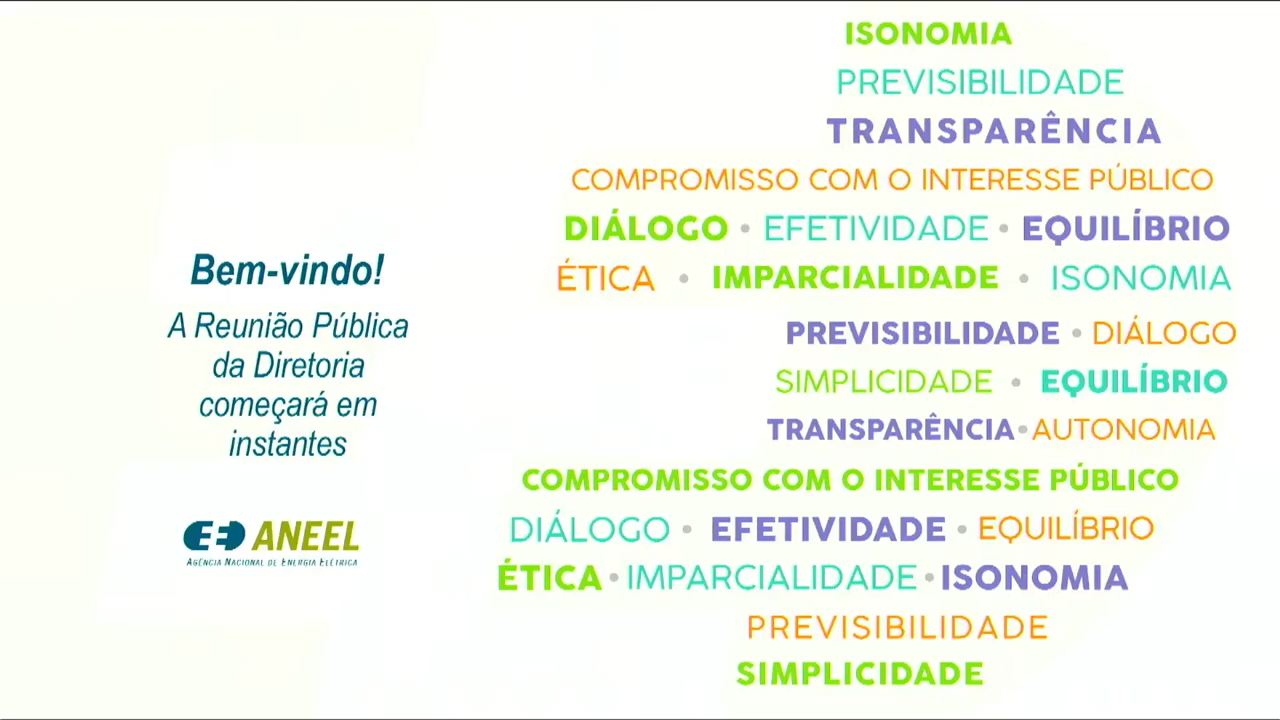 Bem-vindo!
A Reunião Pública
da Diretoria
começará em
instantes
ANEEL
AGÊNCIA NACIONAL DE ENERGIA ELÉTRICA
ISONOMIA
PREVISIBILIDADE
TRANSPARÊNCIA
COMPROMISSO COM O INTERESSE PÚBLICO
DIÁLOGO • EFETIVIDADE • EQUILÍBRIO
ÉTICA • IMPARCIALIDADE • ISONOMIA
PREVISIBILIDADE • DIÁLOGO
SIMPLICIDADE • EQUILÍBRIO
TRANSPARÊNCIA • AUTONOMIA
COMPROMISSO COM O INTERESSE PÚBLICO
DIÁLOGO • EFETIVIDADE • EQUILÍBRIO
ÉTICA • IMPARCIALIDADE • ISONOMIA
PREVISIBILIDADE
SIMPLICIDADE